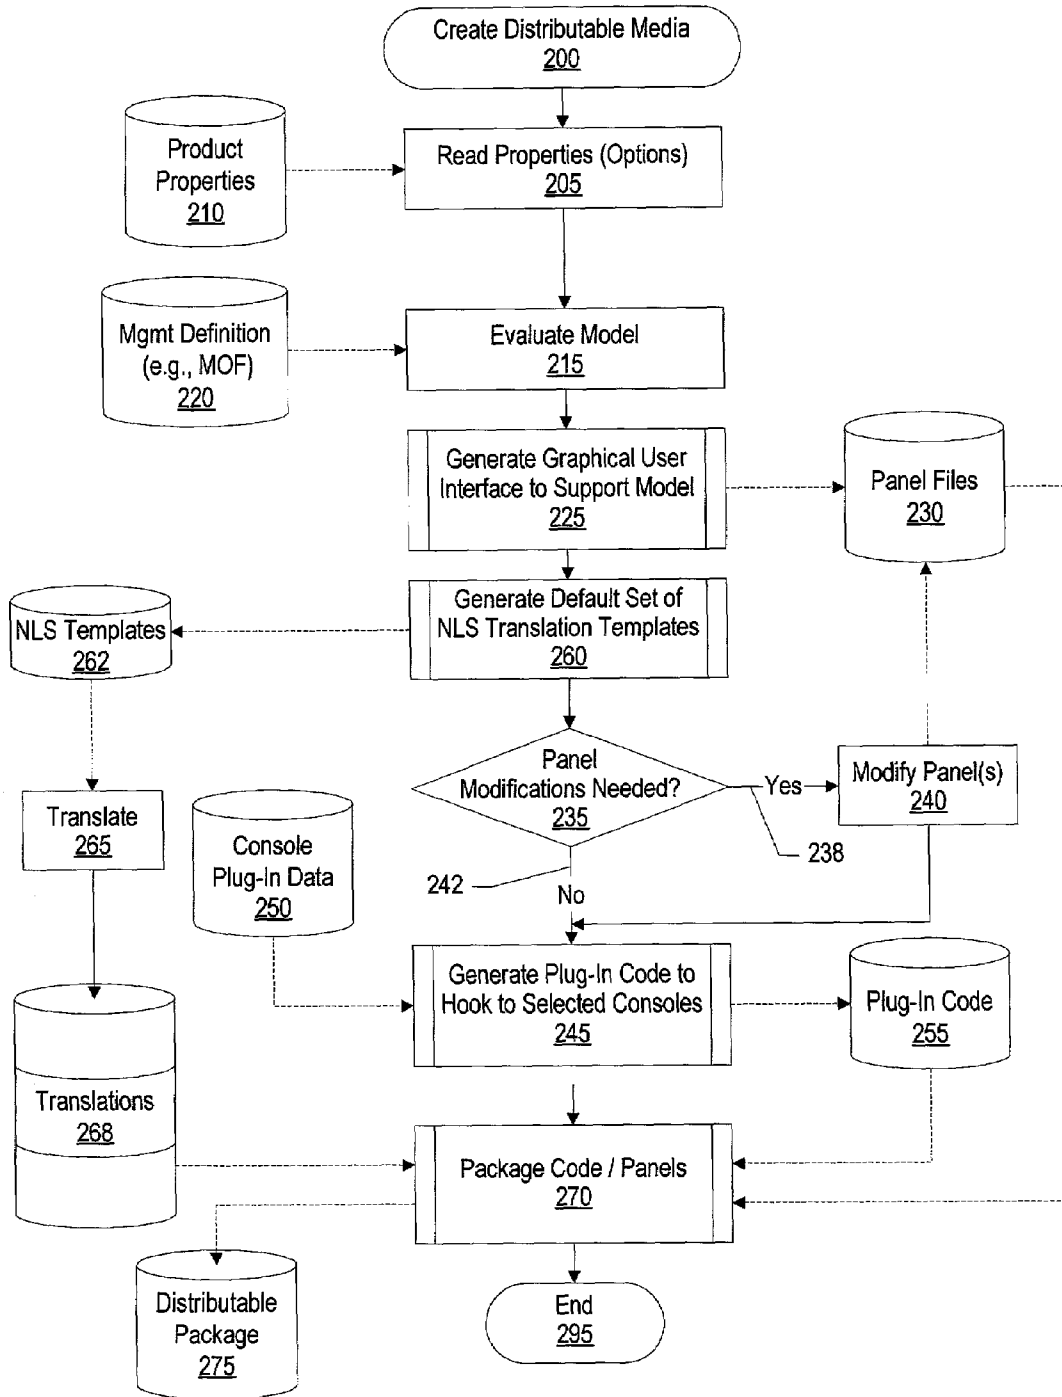 Create Distributable Media
200
Product
Properties
210
Read Properties (Options)
205
Mgmt Definition
(e.g., MOF)
220
Evaluate Model
215
Generate Graphical User
Interface to Support Model
225
Panel Files
230
NLS Templates
262
Generate Default Set of
NLS Translation Templates
260
Panel
Modifications Needed?
235
Yes
238
Modify Panel(s)
240
Translate
265
Console
Plug-In Data
250
242
No
Generate Plug-In Code to
Hook to Selected Consoles
245
Plug-In Code
255
Translations
268
Package Code / Panels
270
Distributable
Package
275
End
295